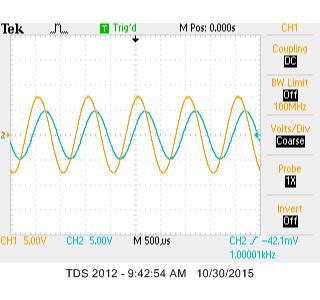 Tek Trig'd M Pos: 0.000s CH1
Coupling
DC
BW Limit
Off
100MHz
Volts/Div
Coarse
2
Probe
1X
Invert
Off
CH1 5.00V CH2 5.00V M 500µs CH2 -42.1mV
1.00001kHz
TDS 2012 - 9:42:54 AM 10/30/2015